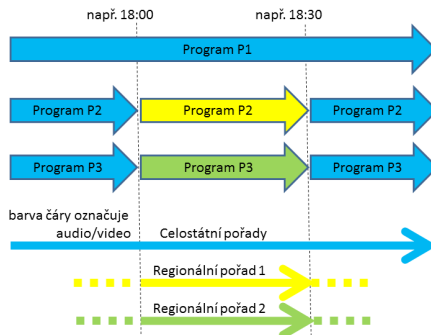 např. 18:00 např. 18:30
Program P1
Program P2 Program P2 Program P2
Program P3 Program P3 Program P3
barva čáry označuje
audio/video Celostátní pořady
Regionální pořad 1
Regionální pořad 2